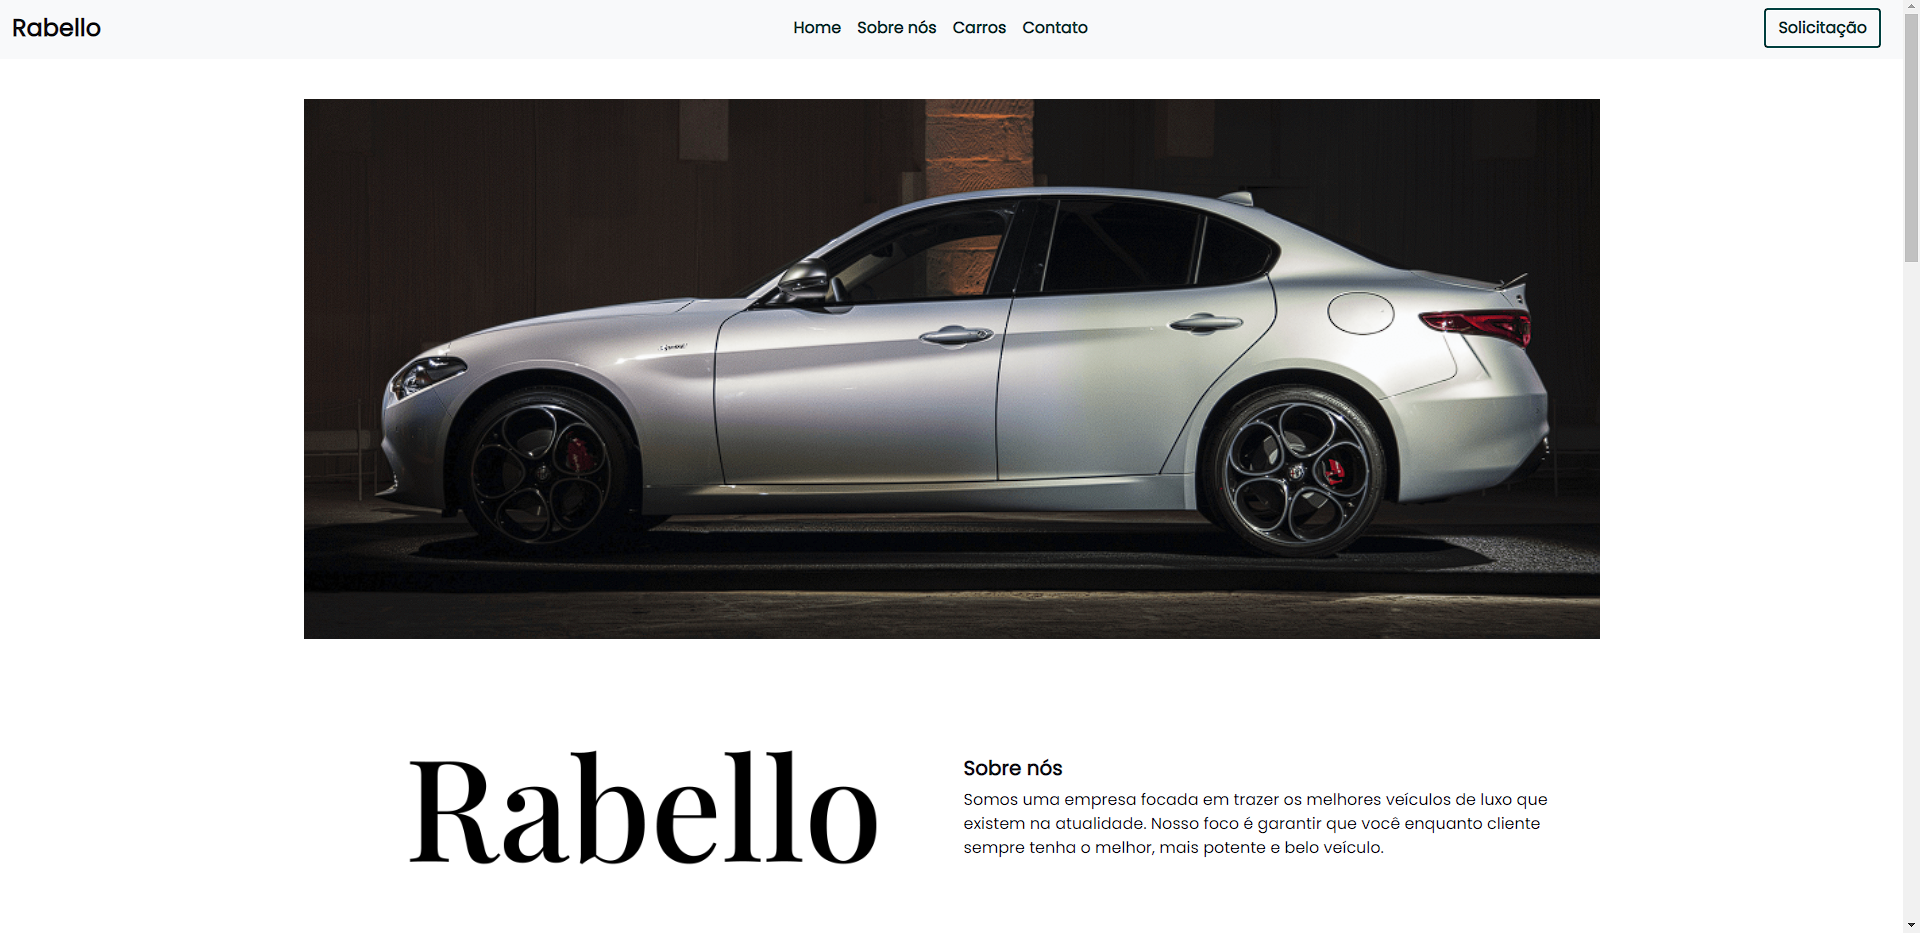 Rabello
Home Sobre nós Carros Contato
Solicitação
Rabello
Sobre nós
Somos uma empresa focada em trazer os melhores veículos de luxo que
existem na atualidade. Nosso foco é garantir que você enquanto cliente
sempre tenha o melhor, mais potente e belo veículo.